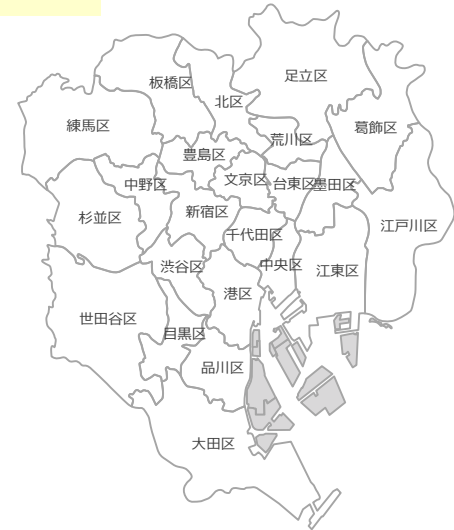 足立区
板橋区
北区
練馬区
葛飾区
荒川区
豊島区
文京区
台東区
墨田区
中野区
杉並区
新宿区
江戸川区
千代田区
渋谷区
中央区
江東区
港区
世田谷区
目黒区
品川区
大田区